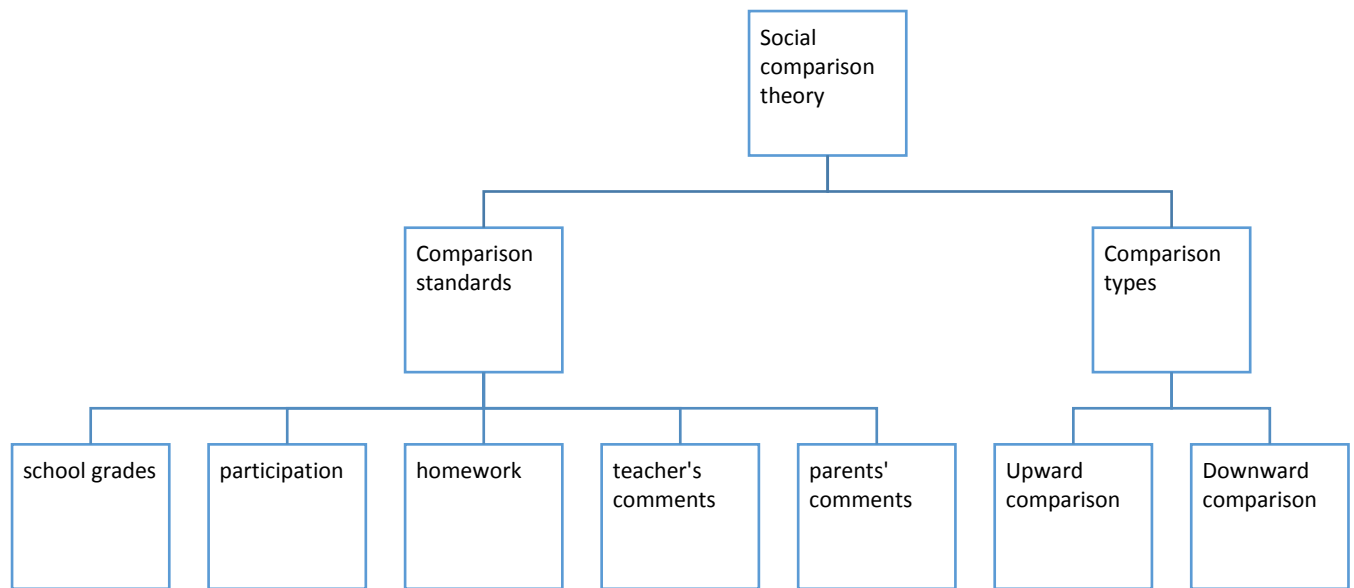 Social
comparison
theory
Comparison
standards
Comparison
types
school grades
participation
homework
teacher's
comments
parents'
comments
Upward
comparison
Downward
comparison